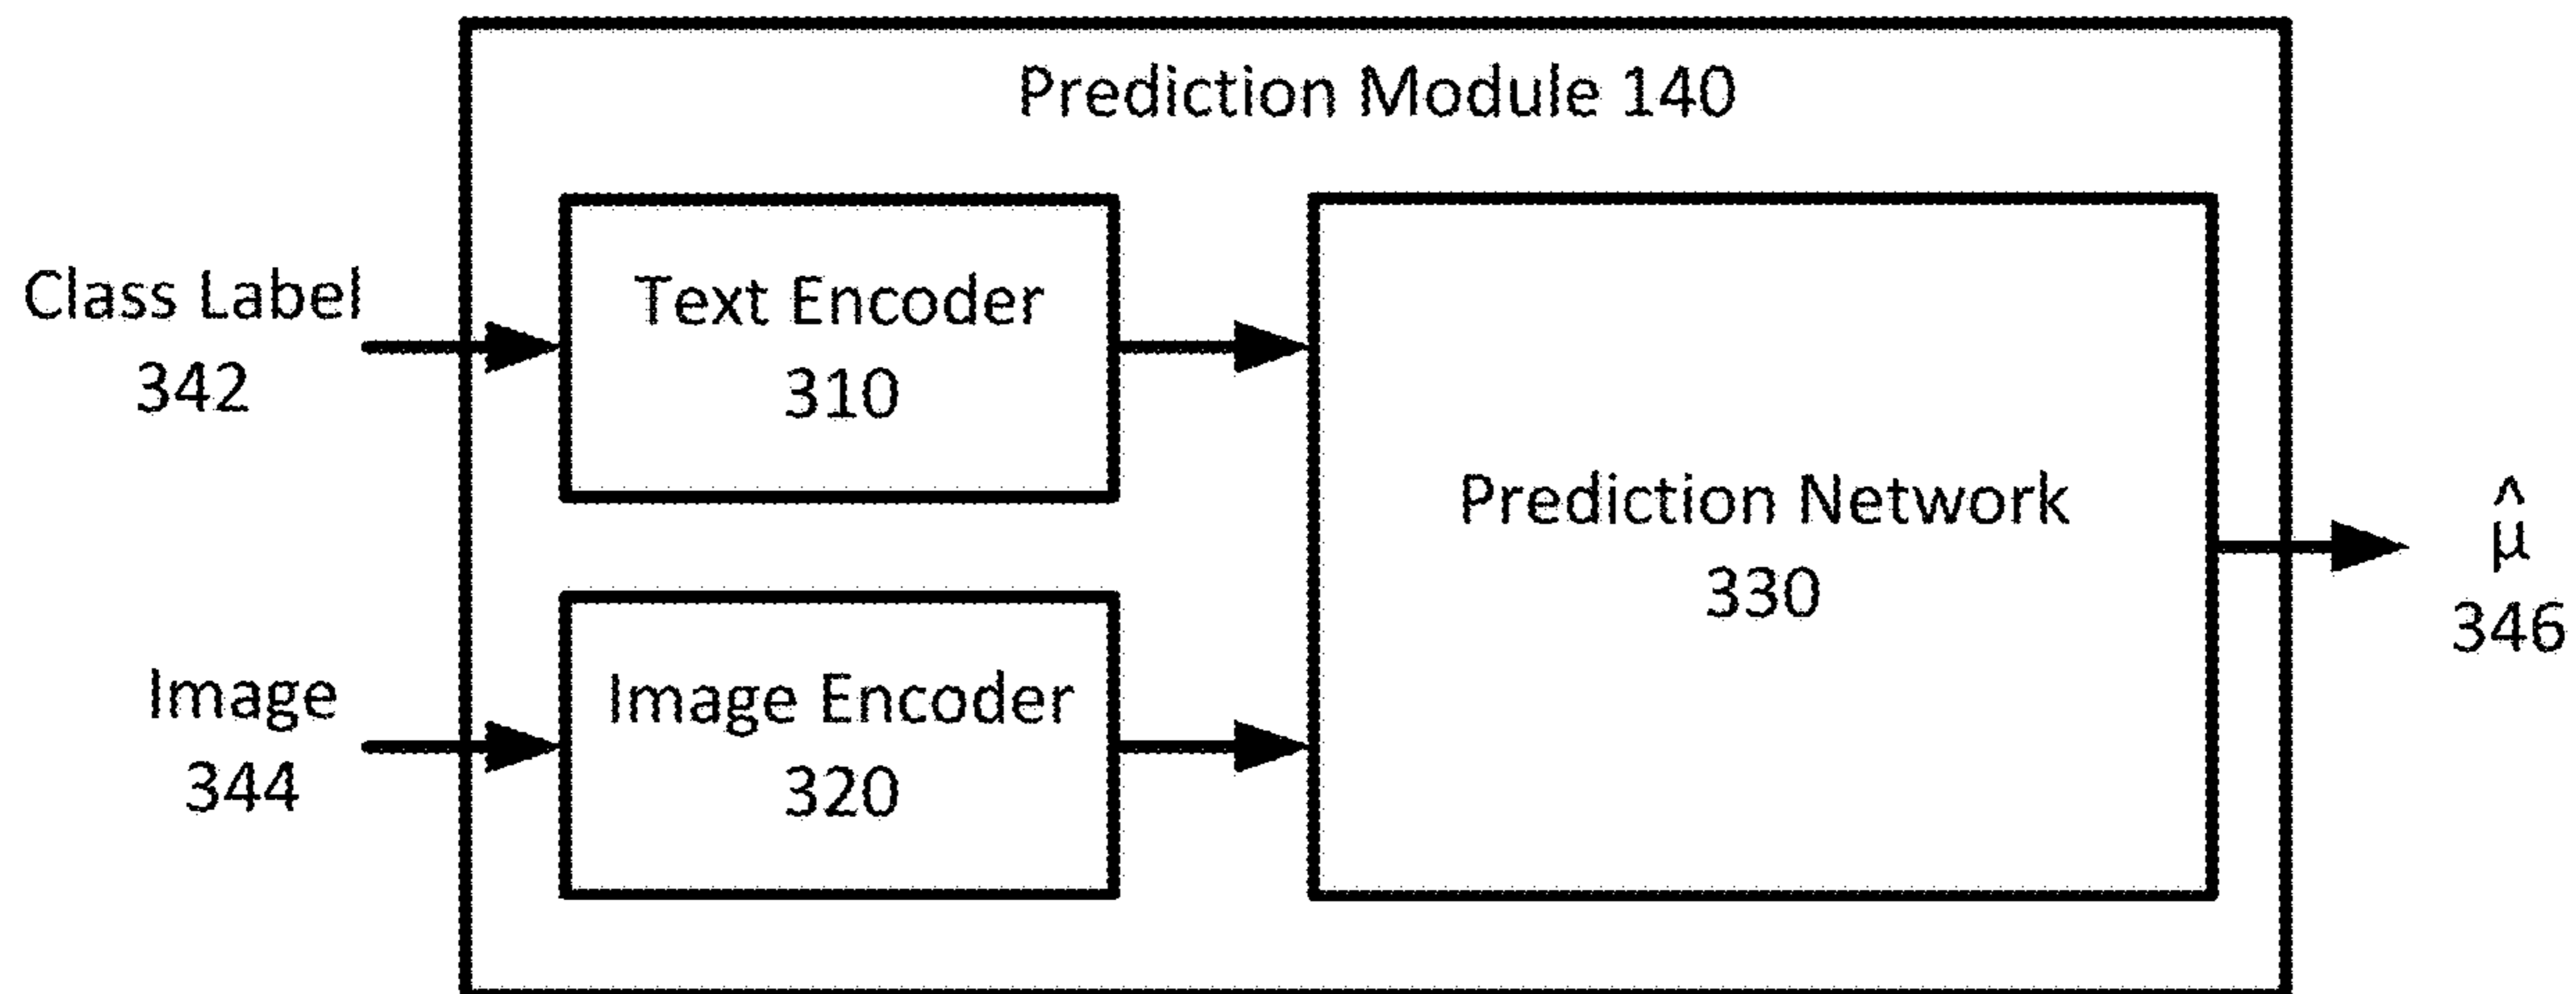 Prediction Module 140
Class Label
342
Text Encoder
310
Image
344
Image Encoder
320
Prediction Network
330
μ̂
346